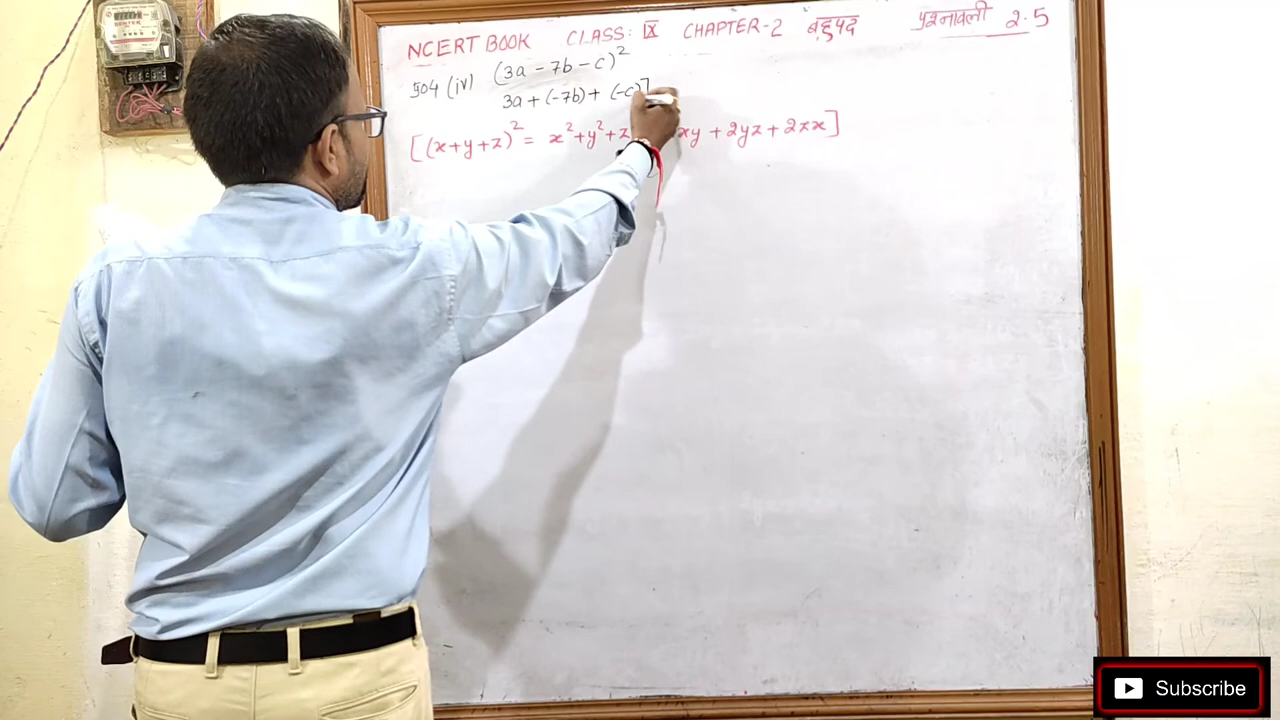 NCERT BOOK CLASS: IX CHAPTER-2 बहुपद प्रश्नावली 2.5
प्र04 (iv) (3a - 7b - c)²
3a + (-7b) + (-c)]
[(x+y+z)² = x²+y²+z xy + 2yz + 2zx]
Subscribe